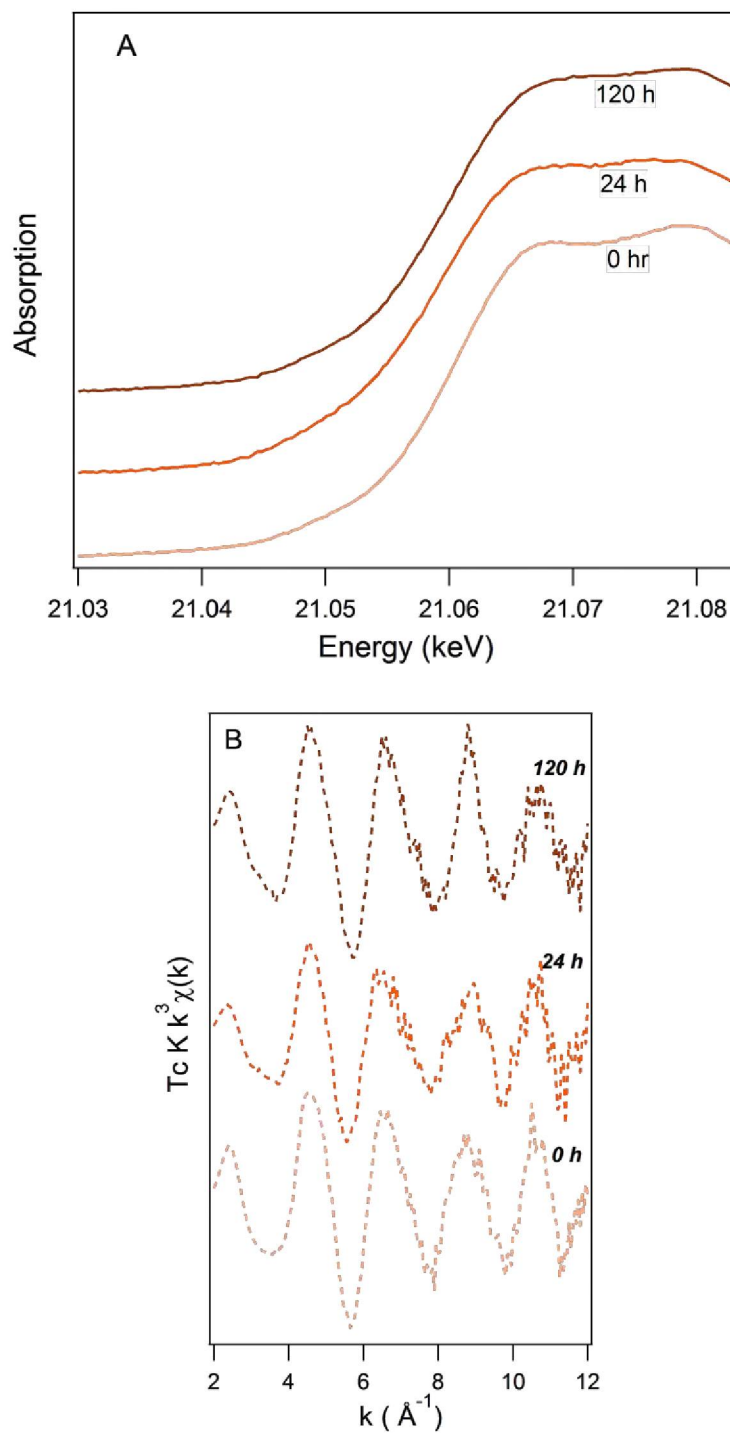 A
120 h
24 h
0 hr
Absorption
21.03 21.04 21.05 21.06 21.07 21.08
Energy (keV)
B
120 h
24 h
0 h
Tc K k³χ(k)
2 4 6 8 10 12
k ( Å⁻¹)